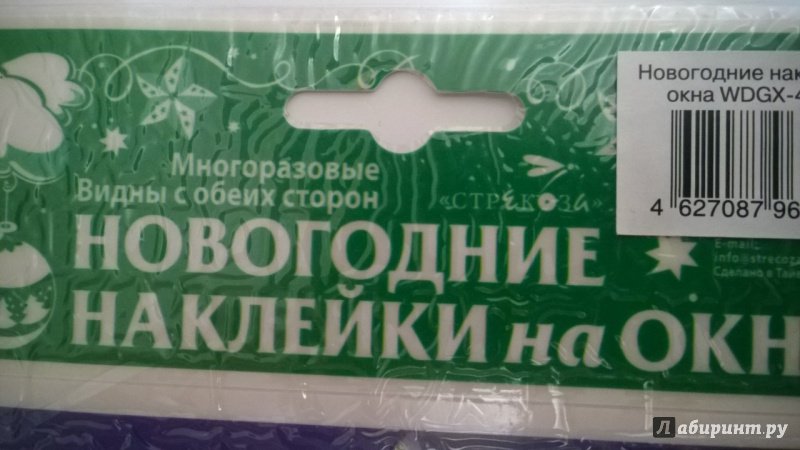 Новогодние нак
окна WDGX-4
4 627087 96
Многоразовые
Видны с обеих сторон
«СТРЕКОЗА»
НОВОГОДНИЕ
НАКЛЕЙКИ на ОКН
E-mail:
info@strecoza
Сделано в Тайв
Лабиринт.ру